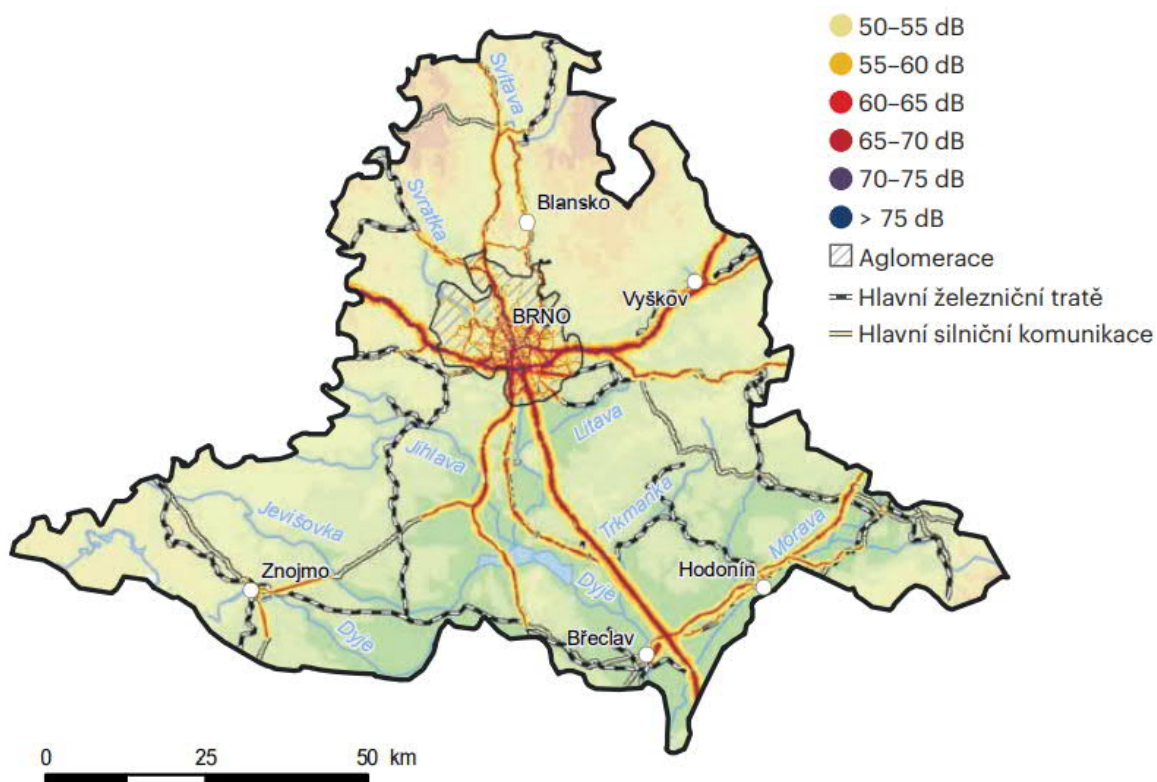 50–55 dB
55–60 dB
60–65 dB
65–70 dB
70–75 dB
> 75 dB
Aglomerace
Hlavní železniční tratě
Hlavní silniční komunikace
Svitava
Svratka
Blansko
Vyškov
BRNO
Litava
Jihlava
Jevišovka
Trkmanka
Morava
Znojmo
Hodonín
Dyje
Dyje
Břeclav
0 25 50 km